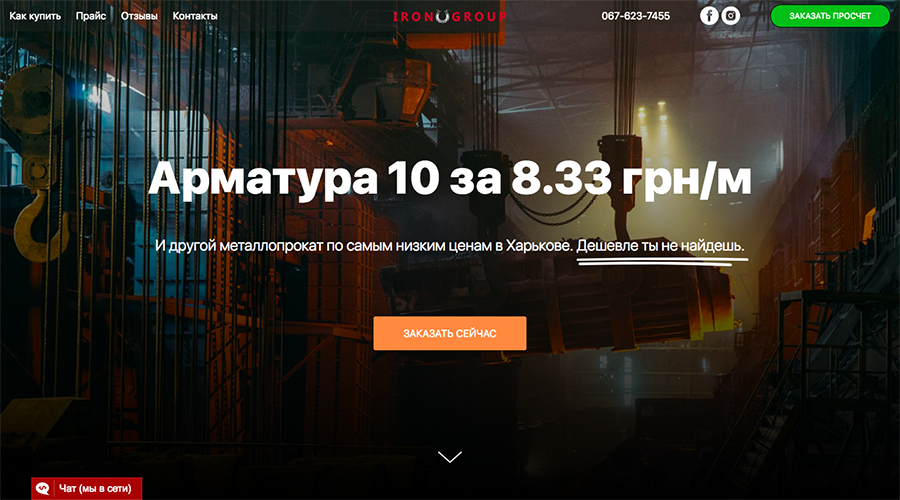 Как купить
Прайс
Отзывы
Контакты
IRON GROUP
067-623-7455
ЗАКАЗАТЬ ПРОСЧЕТ
Арматура 10 за 8.33 грн/м
И другой металлопрокат по самым низким ценам в Харькове. Дешевле ты не найдешь.
ЗАКАЗАТЬ СЕЙЧАС
Чат (мы в сети)